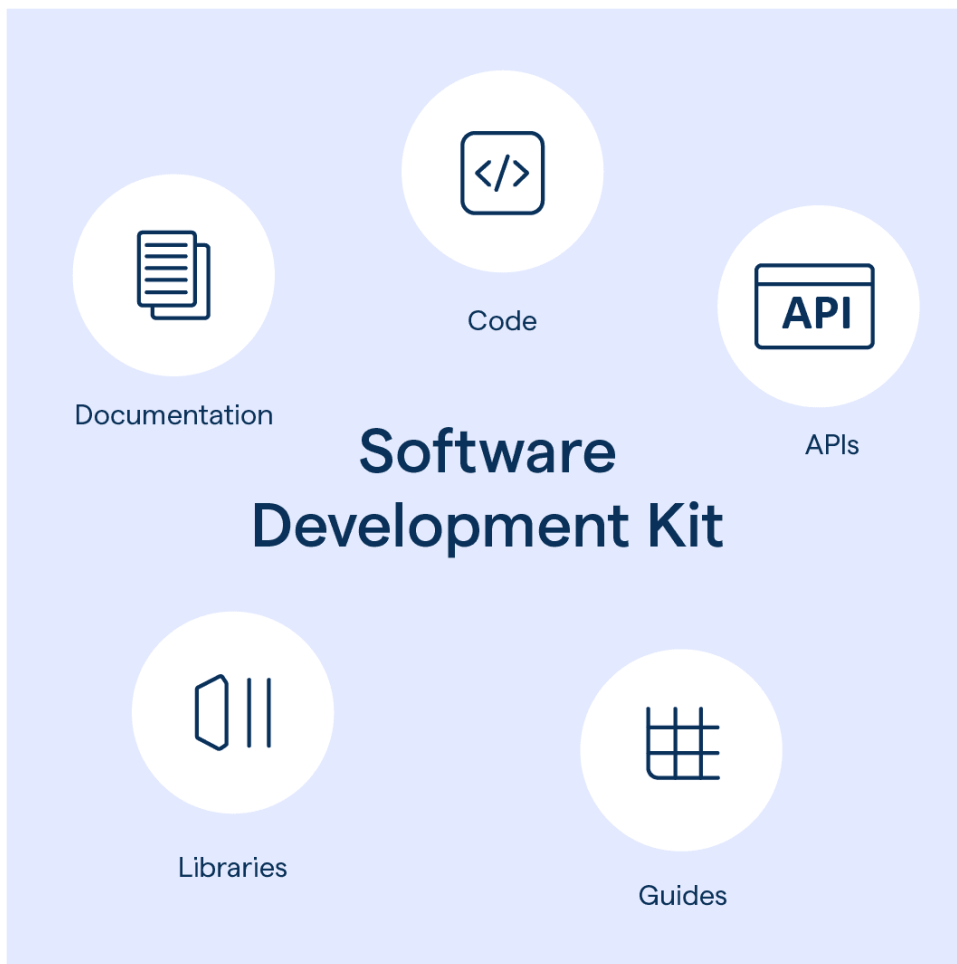 </>
Code
API
APIs
Documentation
Software
Development Kit
Libraries
Guides